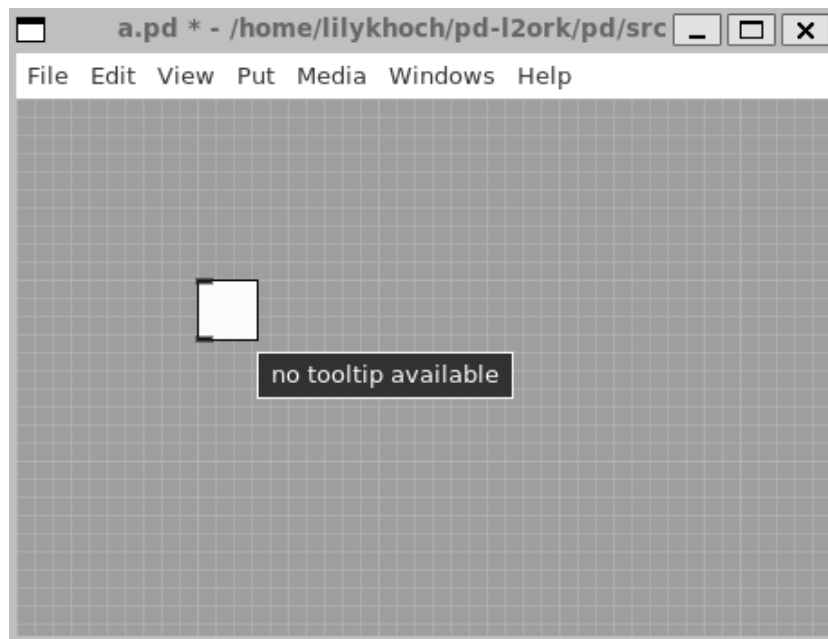 a.pd * - /home/lilykhoch/pd-l2ork/pd/src
File Edit View Put Media Windows Help
no tooltip available